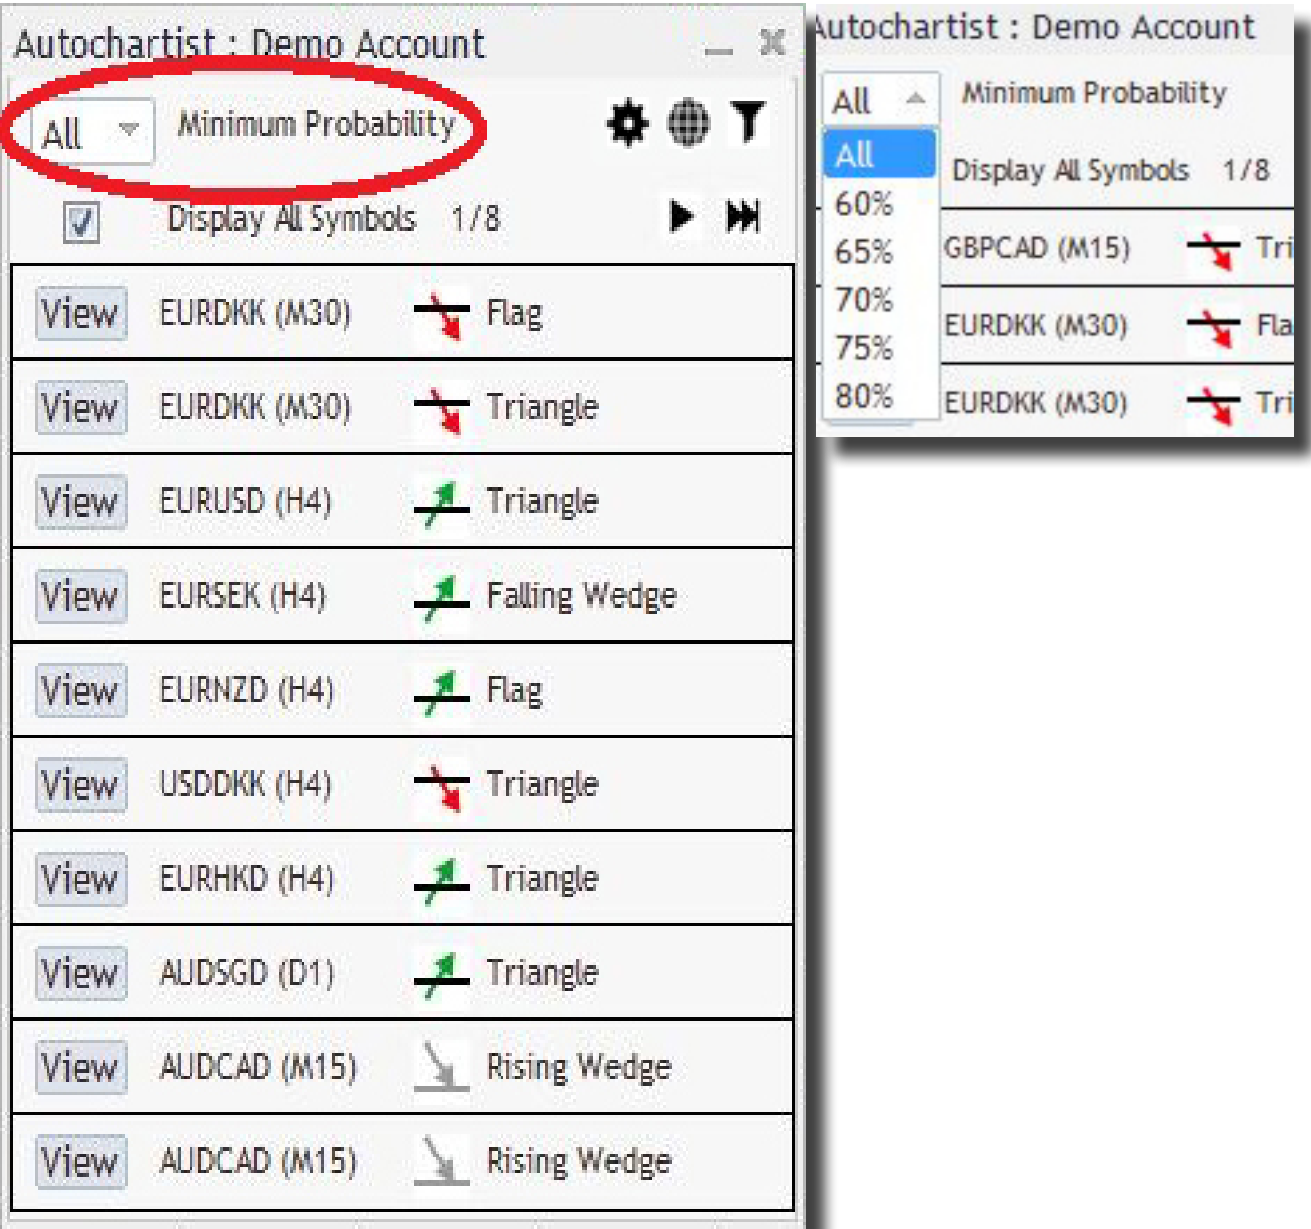 Autochartist : Demo Account
All Minimum Probability
Display All Symbols 1/8
View EURDKK (M30) Flag
View EURDKK (M30) Triangle
View EURUSD (H4) Triangle
View EURSEK (H4) Falling Wedge
View EURNZD (H4) Flag
View USDDKK (H4) Triangle
View EURHKD (H4) Triangle
View AUDSGD (D1) Triangle
View AUDCAD (M15) Rising Wedge
View AUDCAD (M15) Rising Wedge
Autochartist : Demo Account
All Minimum Probability
All
Display All Symbols 1/8
60%
65% GBPCAD (M15) Tri
70%
EURDKK (M30) Fla
75%
80% EURDKK (M30) Tri